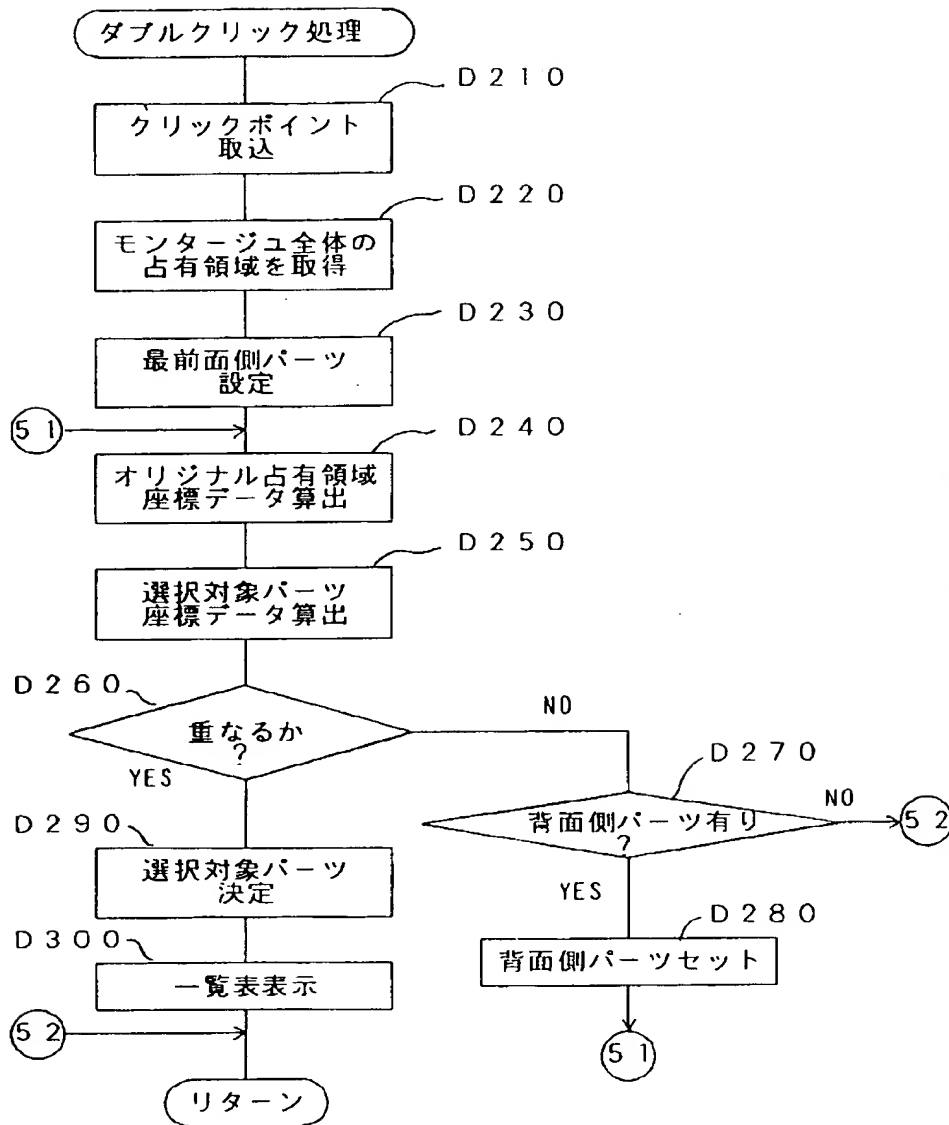 ダブルクリック処理
D210
クリックポイント
取込
D220
モンタージュ全体の
占有領域を取得
D230
最前面側パーツ
設定
51
D240
オリジナル占有領域
座標データ算出
D250
選択対象パーツ
座標データ算出
D260
重なるか
?
NO
YES
D270
背面側パーツ有り
?
NO
52
YES
D280
背面側パーツセット
51
D290
選択対象パーツ
決定
D300
一覧表表示
52
リターン